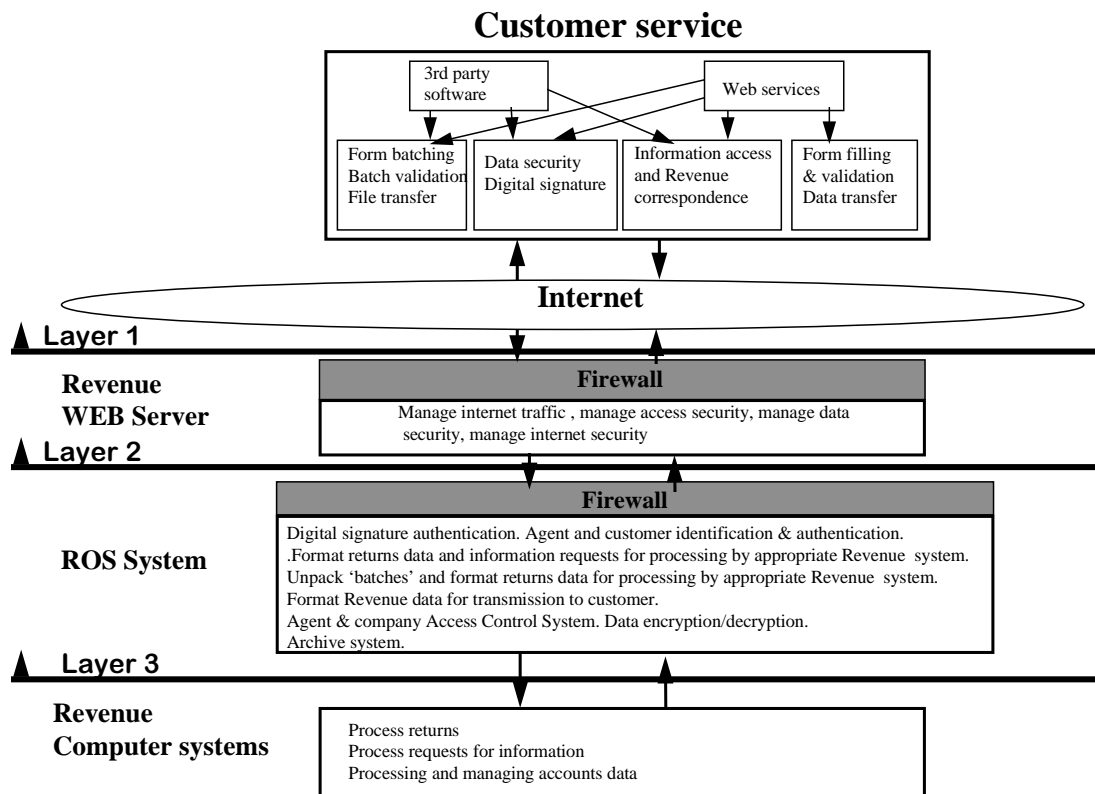 Customer service
3rd party
software
Web services
Form batching
Batch validation
File transfer
Data security
Digital signature
Information access
and Revenue
correspondence
Form filling
& validation
Data transfer
Internet
Layer 1
Revenue
WEB Server
Firewall
Manage internet traffic , manage access security, manage data
security, manage internet security
Layer 2
Firewall
ROS System
Digital signature authentication. Agent and customer identification & authentication.
.Format returns data and information requests for processing by appropriate Revenue system.
Unpack ‘batches’ and format returns data for processing by appropriate Revenue system.
Format Revenue data for transmission to customer.
Agent & company Access Control System. Data encryption/decryption.
Archive system.
Layer 3
Revenue
Computer systems
Process returns
Process requests for information
Processing and managing accounts data